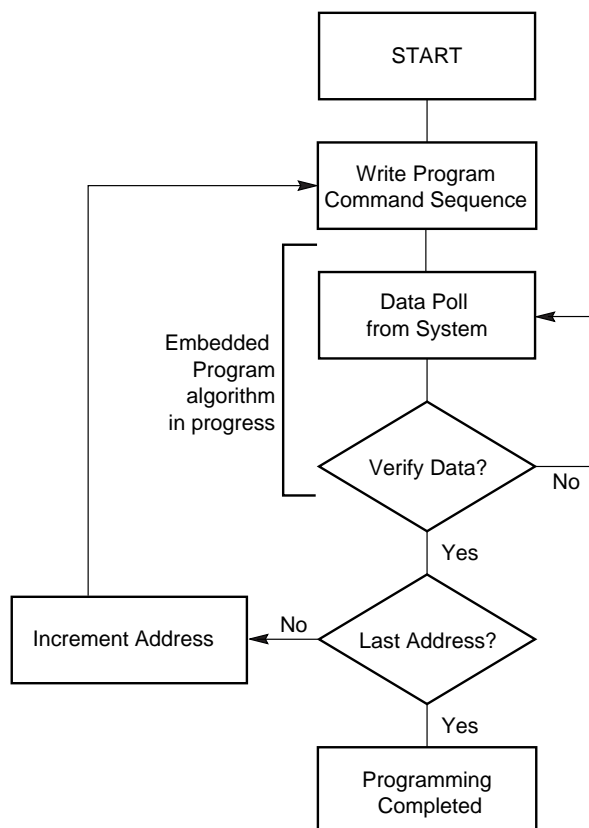 START
Write Program
Command Sequence
Data Poll
from System
Embedded
Program
algorithm
in progress
Verify Data?
No
Yes
Increment Address
No
Last Address?
Yes
Programming
Completed